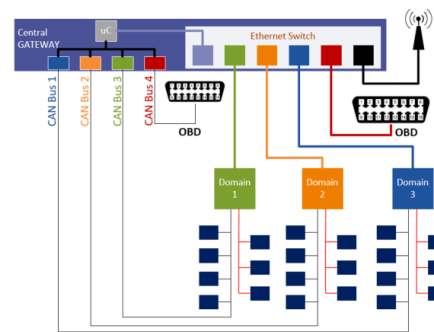 Central
GATEWAY
uC
Ethernet Switch
CAN Bus 1
CAN Bus 2
CAN Bus 3
CAN Bus 4
OBD
OBD
Domain
1
Domain
2
Domain
3